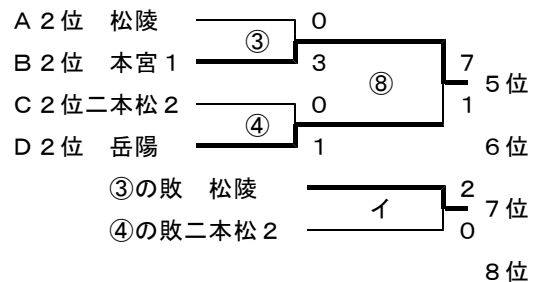 A２位　松陵　0
③
B２位　本宮１　3　7
⑧　5位
C２位二本松２　0　1
④
D２位　岳陽　1　6位
③の敗　松陵　2
イ　7位
④の敗二本松２　0
8位